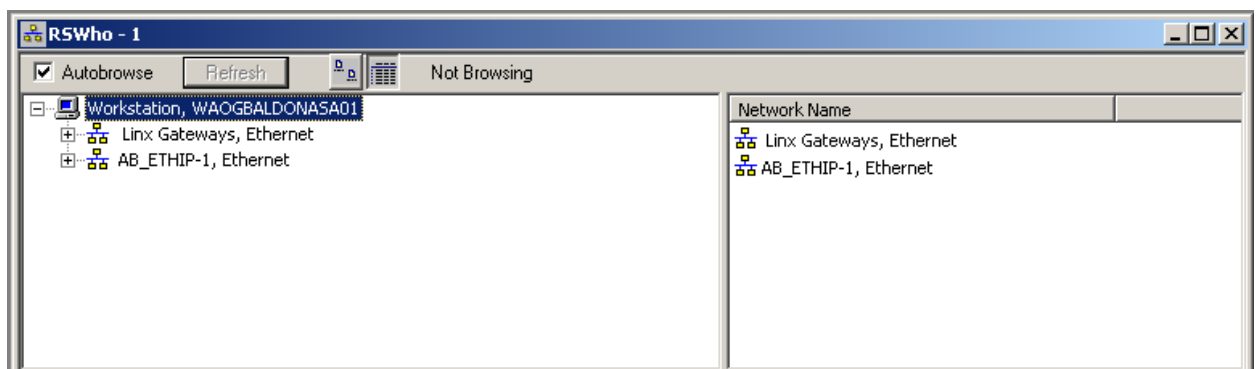 RSWho - 1
Autobrowse Refresh Not Browsing
Workstation, WAOGBALDONASA01
Linx Gateways, Ethernet
AB_ETHIP-1, Ethernet
Network Name
Linx Gateways, Ethernet
AB_ETHIP-1, Ethernet